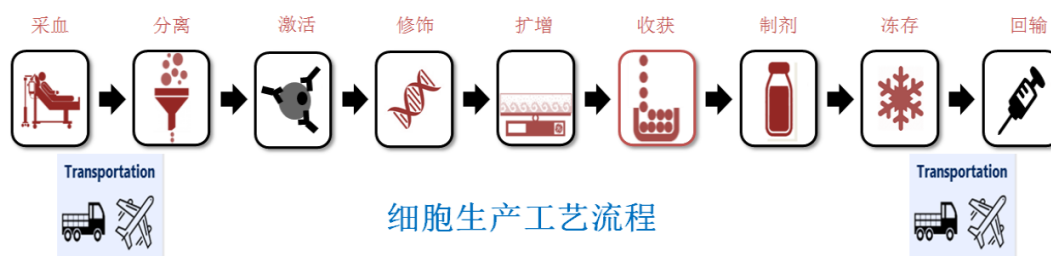 采血 分离 激活 修饰 扩增 收获 制剂 冻存 回输
Transportation Transportation
细胞生产工艺流程